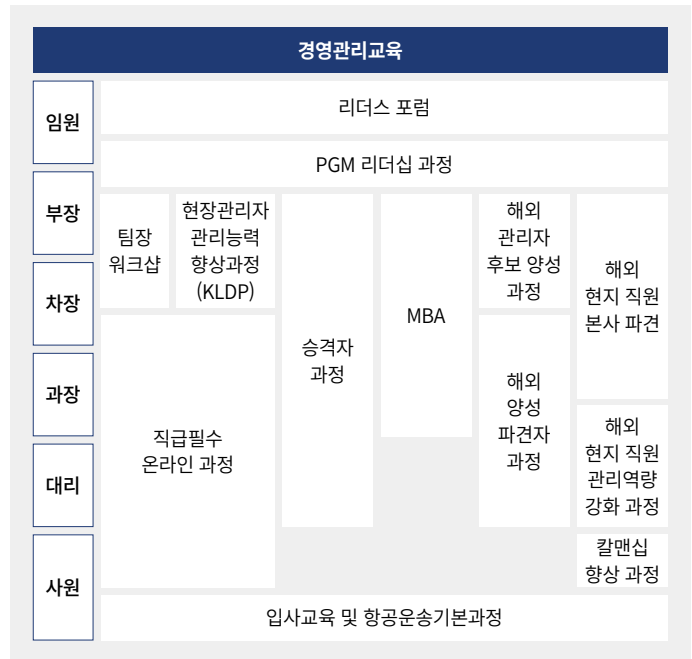 경영관리교육
임원
리더스 포럼
PGM 리더십 과정
부장
팀장
워크샵
현장관리자
관리능력
향상과정
(KLDP)
승격자
과정
MBA
해외
관리자
후보 양성
과정
해외
현지 직원
본사 파견
차장
과장
직급필수
온라인 과정
해외
양성
파견자
과정
해외
현지 직원
관리역량
강화 과정
대리
사원
칼맨십
향상 과정
입사교육 및 항공운송기본과정